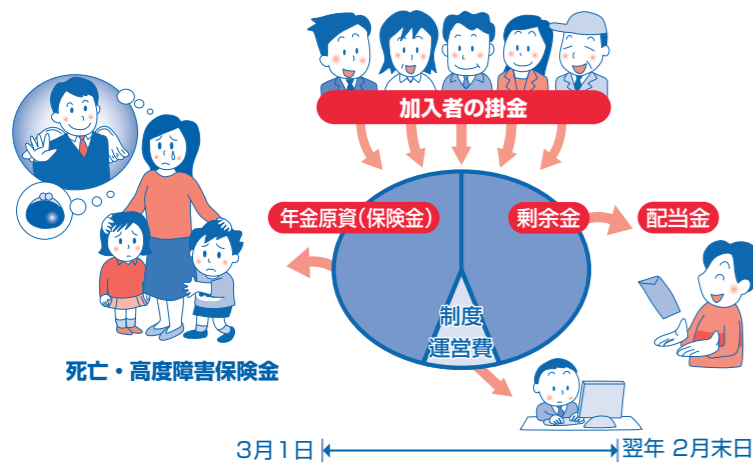 加入者の掛金
年金原資(保険金)
剰余金
配当金
制度
運営費
死亡・高度障害保険金
3月1日
翌年 2月末日